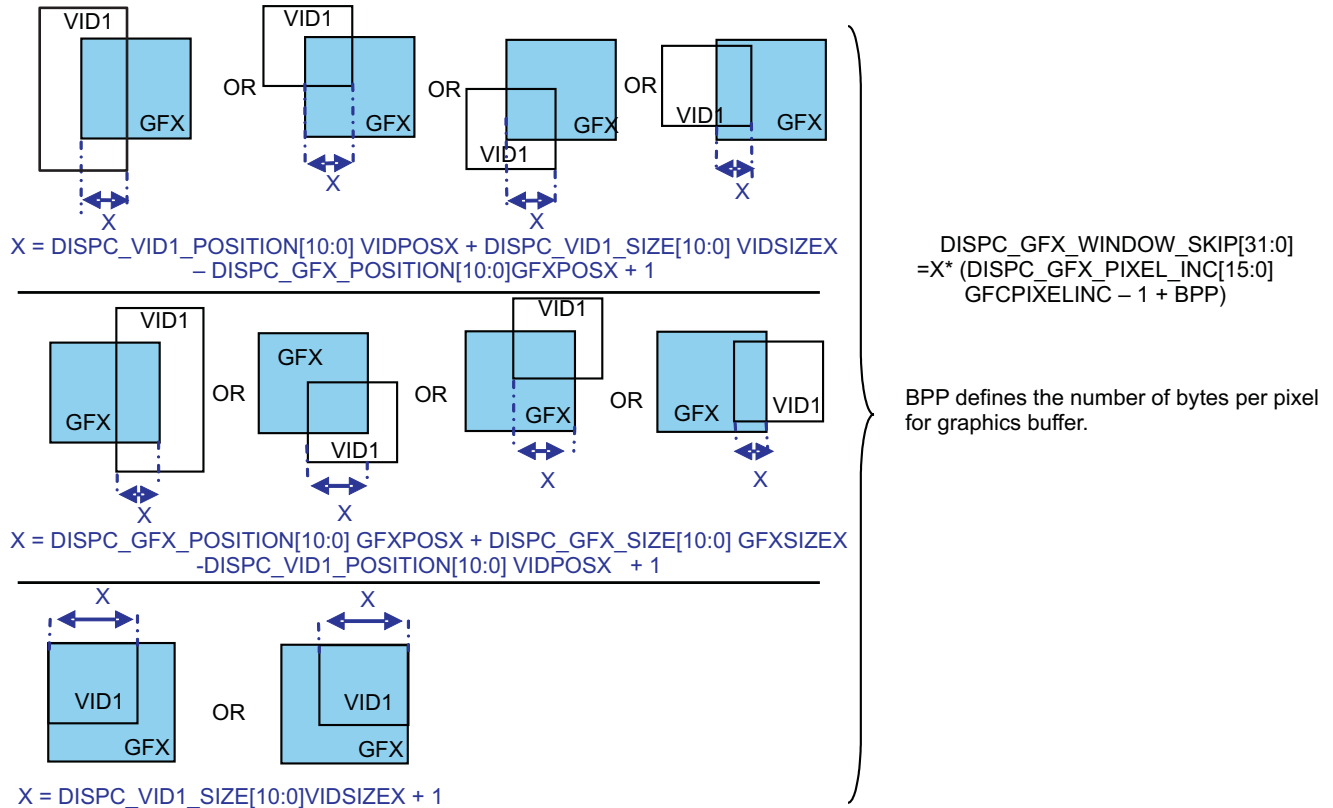 VID1
GFX
X
OR
VID1
GFX
X
OR
GFX
VID1
X
OR
VID1
GFX
X
X = DISPC_VID1_POSITION[10:0] VIDPOSX + DISPC_VID1_SIZE[10:0] VIDSIZEX
– DISPC_GFX_POSITION[10:0]GFXPOSX + 1
VID1
GFX
X
OR
GFX
VID1
X
OR
VID1
GFX
X
OR
GFX
VID1
X
X = DISPC_GFX_POSITION[10:0] GFXPOSX + DISPC_GFX_SIZE[10:0] GFXSIZEX
-DISPC_VID1_POSITION[10:0] VIDPOSX + 1
X
VID1
GFX
OR
X
VID1
GFX
X = DISPC_VID1_SIZE[10:0]VIDSIZEX + 1
DISPC_GFX_WINDOW_SKIP[31:0]
=X* (DISPC_GFX_PIXEL_INC[15:0]
GFCPIXELINC – 1 + BPP)
BPP defines the number of bytes per pixel
for graphics buffer.